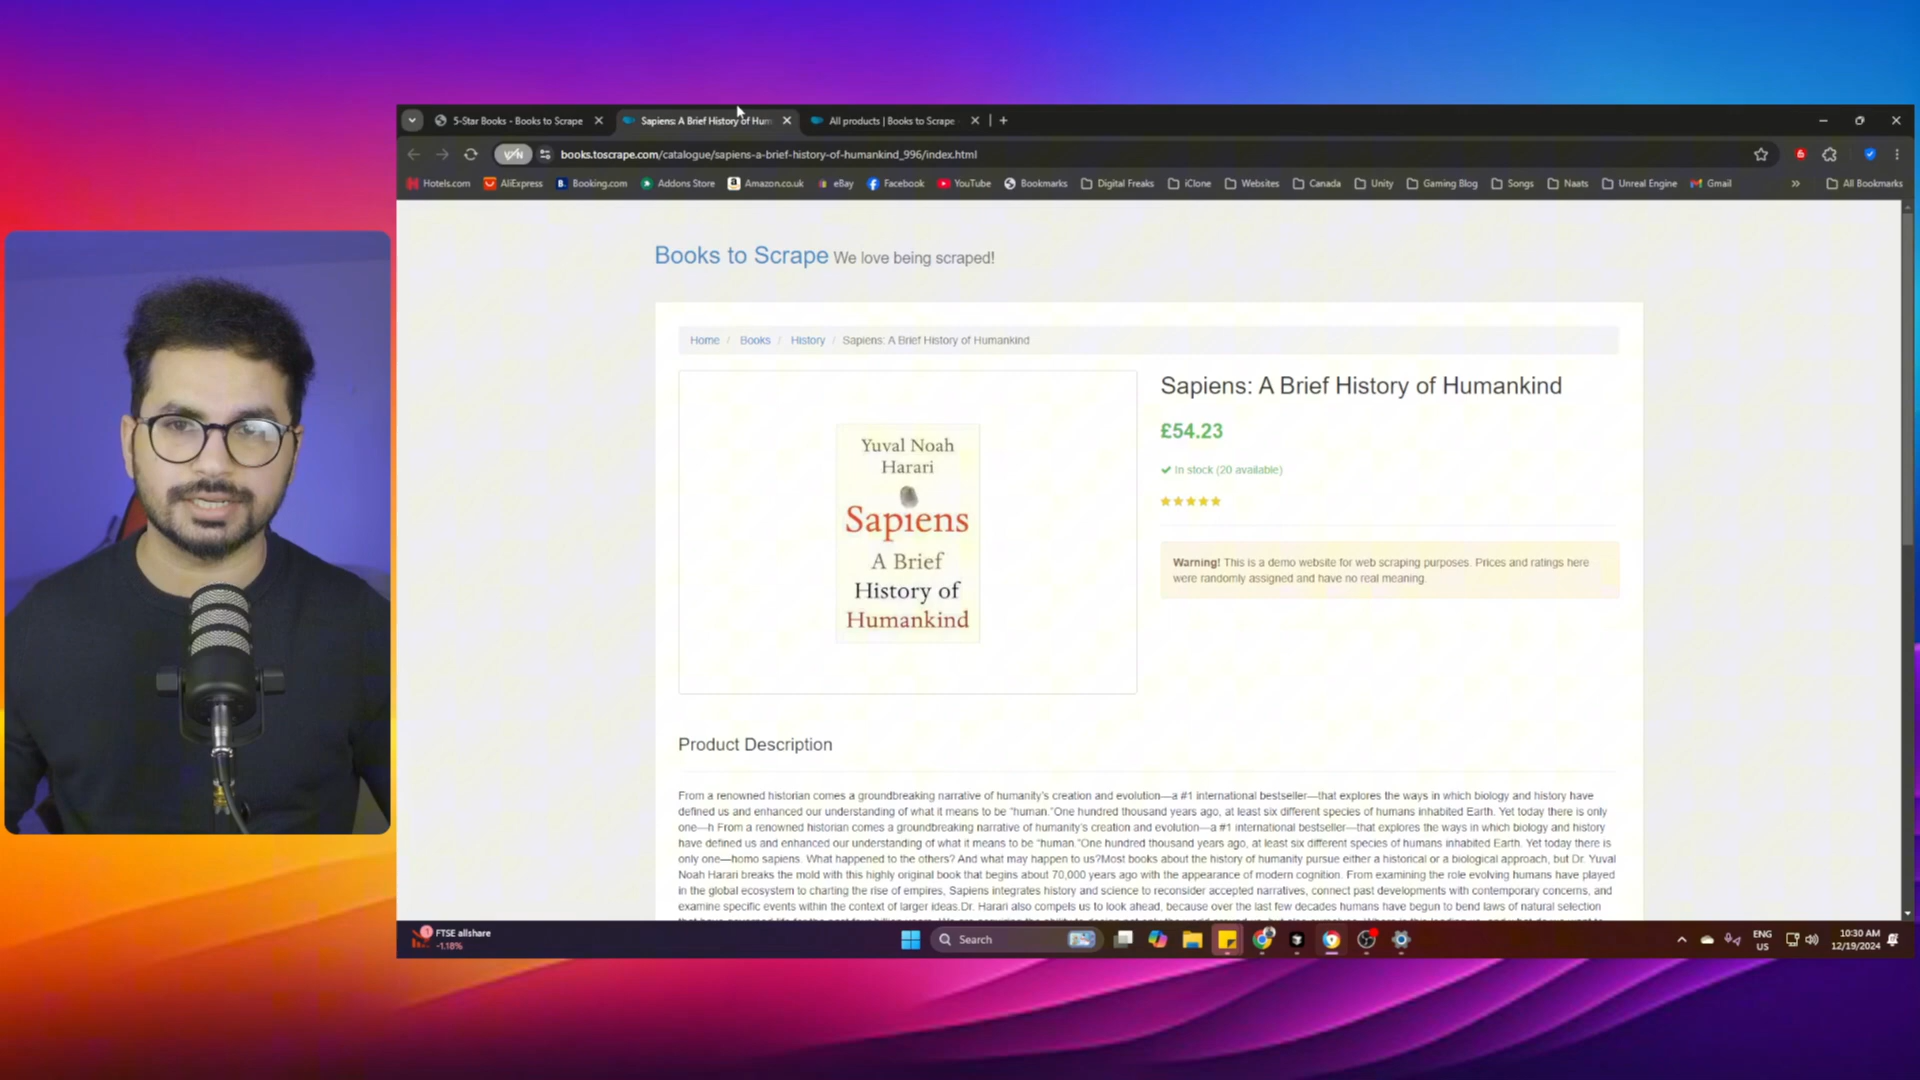 5-Star Books - Books to Scrape
Sapiens: A Brief History of Hum
All products | Books to Scrape
VPN
books.toscrape.com/catalogue/sapiens-a-brief-history-of-humankind_996/index.html
Hotels.com AliExpress Booking.com Addons Store Amazon.co.uk eBay Facebook YouTube Bookmarks Digital Freaks iClone Websites Canada Unity Gaming Blog Songs Naats Unreal Engine Gmail » All Bookmarks
Books to Scrape We love being scraped!
Home / Books / History / Sapiens: A Brief History of Humankind
Yuval Noah
Harari
Sapiens
A Brief
History of
Humankind
Sapiens: A Brief History of Humankind
£54.23
In stock (20 available)
Warning! This is a demo website for web scraping purposes. Prices and ratings here
were randomly assigned and have no real meaning.
Product Description
From a renowned historian comes a groundbreaking narrative of humanity's creation and evolution—a #1 international bestseller—that explores the ways in which biology and history have
defined us and enhanced our understanding of what it means to be "human."One hundred thousand years ago, at least six different species of humans inhabited Earth. Yet today there is only
one—h From a renowned historian comes a groundbreaking narrative of humanity's creation and evolution—a #1 international bestseller—that explores the ways in which biology and history
have defined us and enhanced our understanding of what it means to be "human."One hundred thousand years ago, at least six different species of humans inhabited Earth. Yet today there is
only one—homo sapiens. What happened to the others? And what may happen to us?Most books about the history of humanity pursue either a historical or a biological approach, but Dr. Yuval
Noah Harari breaks the mold with this highly original book that begins about 70,000 years ago with the appearance of modern cognition. From examining the role evolving humans have played
in the global ecosystem to charting the rise of empires, Sapiens integrates history and science to reconsider accepted narratives, connect past developments with contemporary concerns, and
examine specific events within the context of larger ideas.Dr. Harari also compels us to look ahead, because over the last few decades humans have begun to bend laws of natural selection
FTSE allshare
-1.18%
Search
ENG
US
10:30 AM
12/19/2024